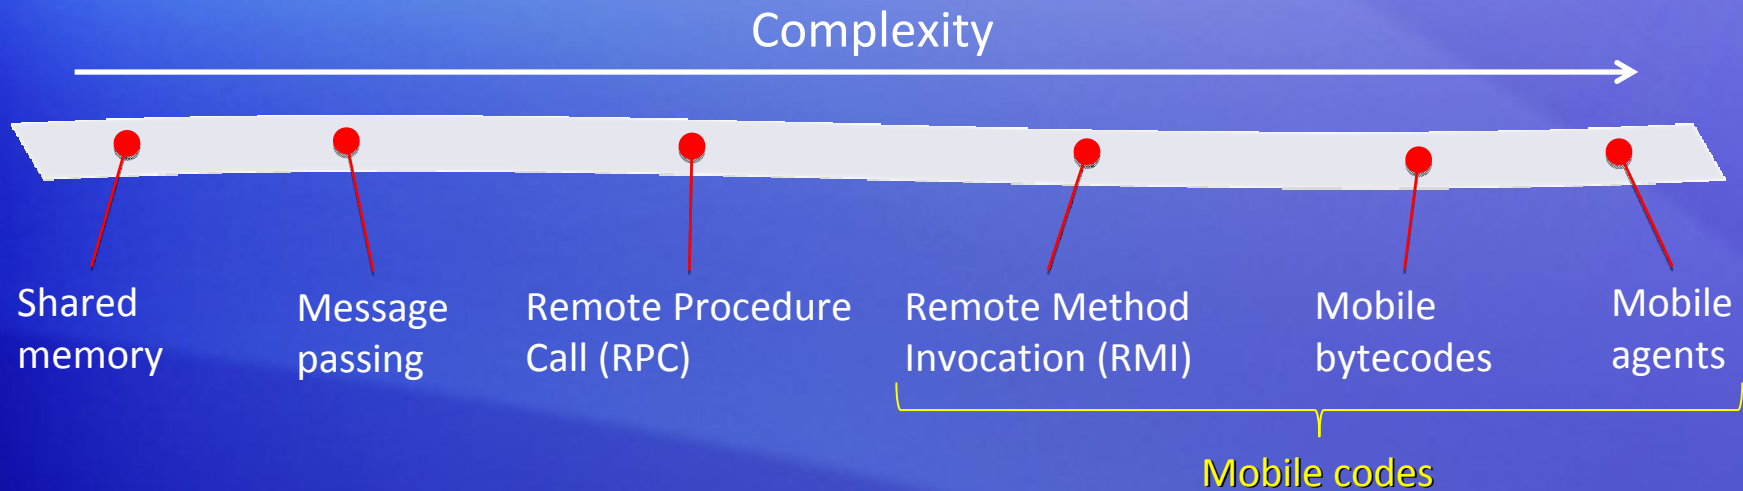 Complexity
Shared
memory
Message
passing
Remote Procedure
Call (RPC)
Remote Method
Invocation (RMI)
Mobile
bytecodes
Mobile
agents
Mobile codes